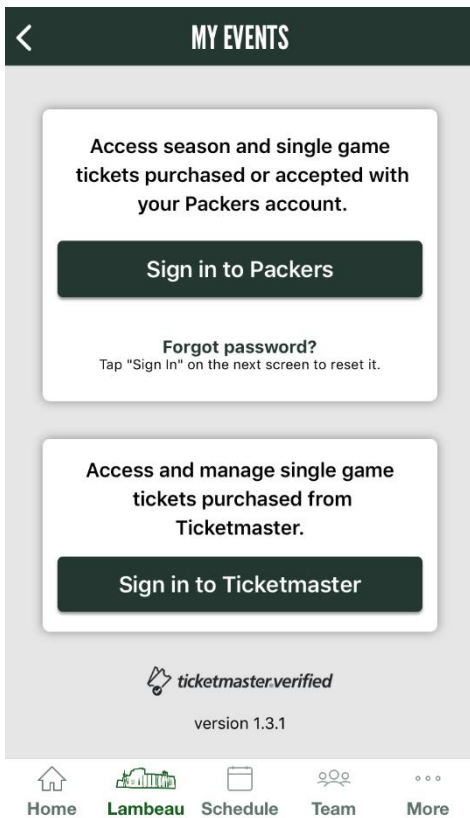 MY EVENTS
Access season and single game
tickets purchased or accepted with
your Packers account.
Sign in to Packers
Forgot password?
Tap "Sign In" on the next screen to reset it.
Access and manage single game
tickets purchased from
Ticketmaster.
Sign in to Ticketmaster
ticketmaster.verified
version 1.3.1
Home Lambeau Schedule Team More